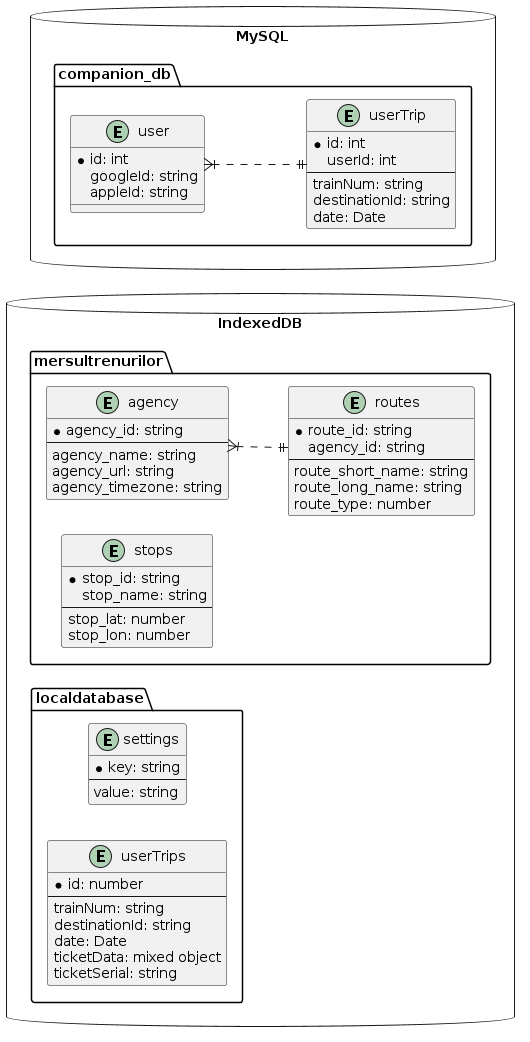 MySQL
companion_db
E user
id: int
googleId: string
appleId: string
E userTrip
id: int
userId: int
trainNum: string
destinationId: string
date: Date
IndexedDB
mersultrenurilor
E agency
agency_id: string
agency_name: string
agency_url: string
agency_timezone: string
E routes
route_id: string
agency_id: string
route_short_name: string
route_long_name: string
route_type: number
E stops
stop_id: string
stop_name: string
stop_lat: number
stop_lon: number
localdatabase
E settings
key: string
value: string
E userTrips
id: number
trainNum: string
destinationId: string
date: Date
ticketData: mixed object
ticketSerial: string